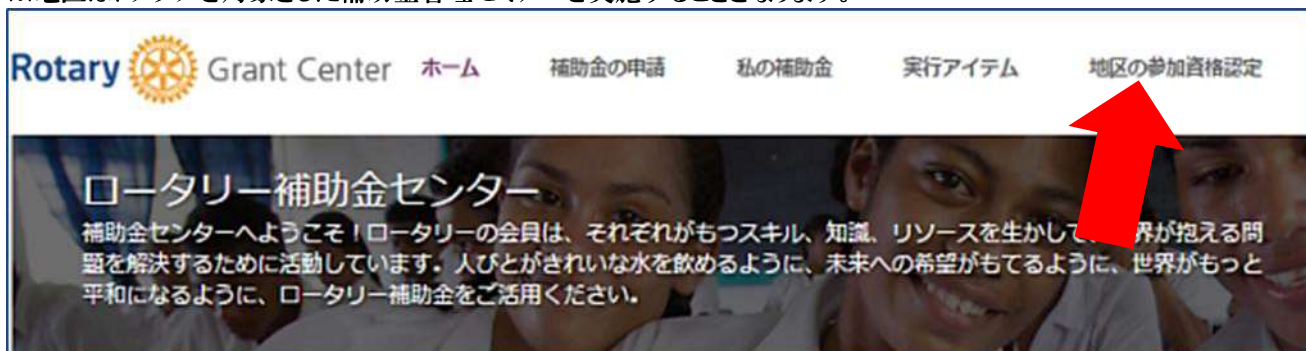 Rotary Grant Center ホーム 補助金の申請 私の補助金 実行アイテム 地区の参加資格認定
ロータリー補助金センター
補助金センターへようこそ！ロータリーの会員は、それぞれがもつスキル、知識、リソースを生かして、界が抱える問
題を解決するために活動しています。人びとがきれいな水を飲めるように、未来への希望がもてるように、世界がもっと
平和になるように、ロータリー補助金をご活用ください。